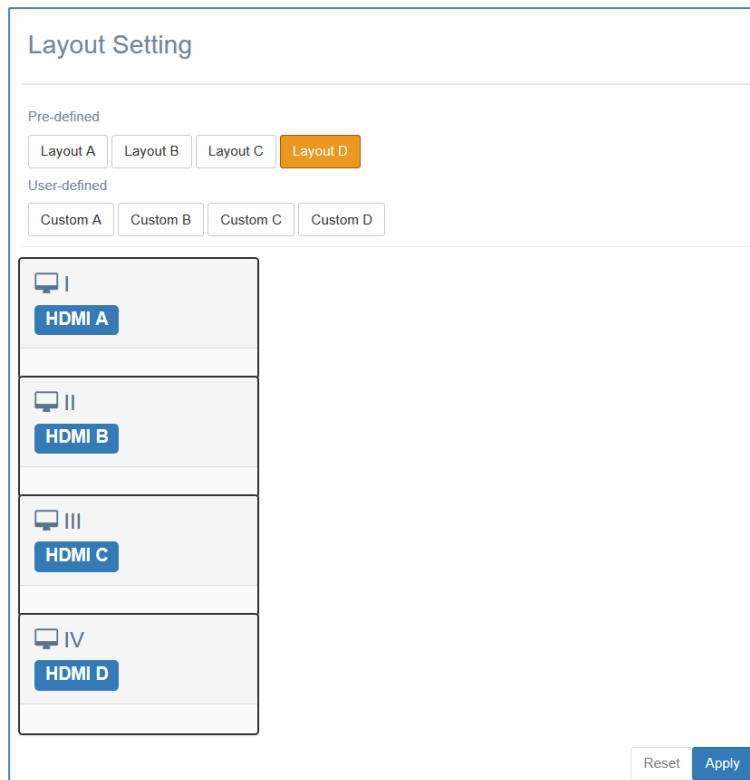 Layout Setting
Pre-defined
Layout A Layout B Layout C Layout D
User-defined
Custom A Custom B Custom C Custom D
I
HDMI A
II
HDMI B
III
HDMI C
IV
HDMI D
Reset Apply